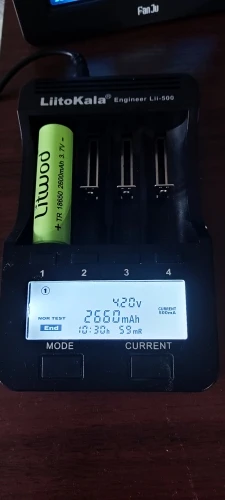 FanJu
LiitoKala Engineer Lii-500
Litwod
+ TR 18650 2600mAh 3.7V -
1 2 3 4
1
4.20V
CURRENT
500mA
NOR TEST
2660mAh
End
10:30h 59mR
MODE CURRENT